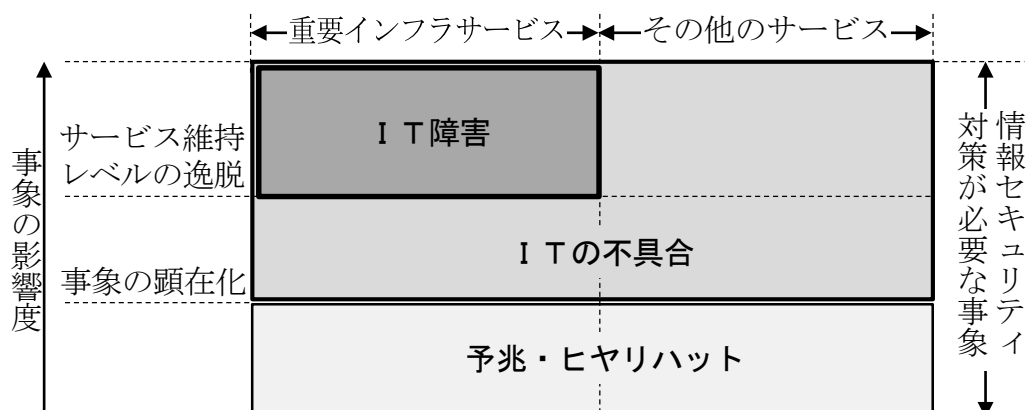 重要インフラサービス
その他のサービス
事象の影響度
サービス維持
レベルの逸脱
事象の顕在化
ＩＴ障害
ＩＴの不具合
予兆・ヒヤリハット
情報セキュリティ
対策が必要な事象